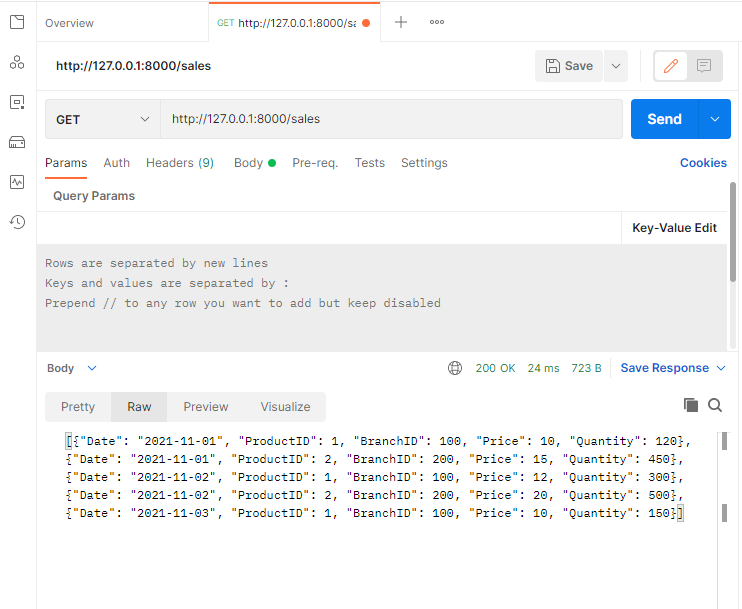 Overview
GET http://127.0.0.1:8000/sa
http://127.0.0.1:8000/sales
Save
GET http://127.0.0.1:8000/sales
Send
Params Auth Headers (9) Body Pre-req. Tests Settings Cookies
Query Params
Key-Value Edit
Rows are separated by new lines
Keys and values are separated by :
Prepend // to any row you want to add but keep disabled
Body 200 OK 24 ms 723 B Save Response
Pretty Raw Preview Visualize
[{"Date": "2021-11-01", "ProductID": 1, "BranchID": 100, "Price": 10, "Quantity": 120},
{"Date": "2021-11-01", "ProductID": 2, "BranchID": 200, "Price": 15, "Quantity": 450},
{"Date": "2021-11-02", "ProductID": 1, "BranchID": 100, "Price": 12, "Quantity": 300},
{"Date": "2021-11-02", "ProductID": 2, "BranchID": 200, "Price": 20, "Quantity": 500},
{"Date": "2021-11-03", "ProductID": 1, "BranchID": 100, "Price": 10, "Quantity": 150}]